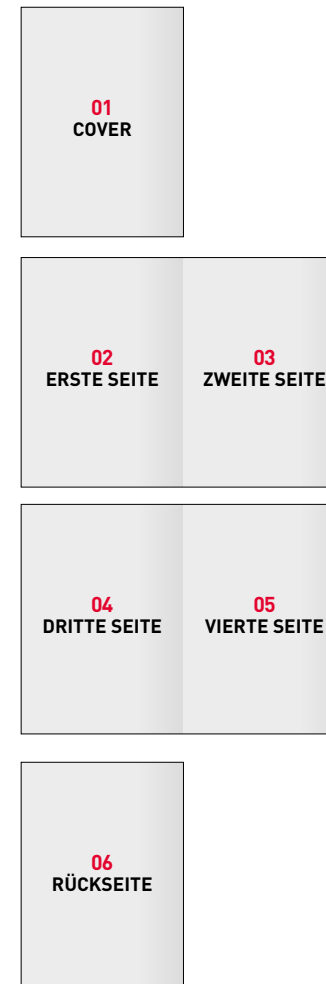 01
COVER
02
ERSTE SEITE
03
ZWEITE SEITE
04
DRITTE SEITE
05
VIERTE SEITE
06
RÜCKSEITE